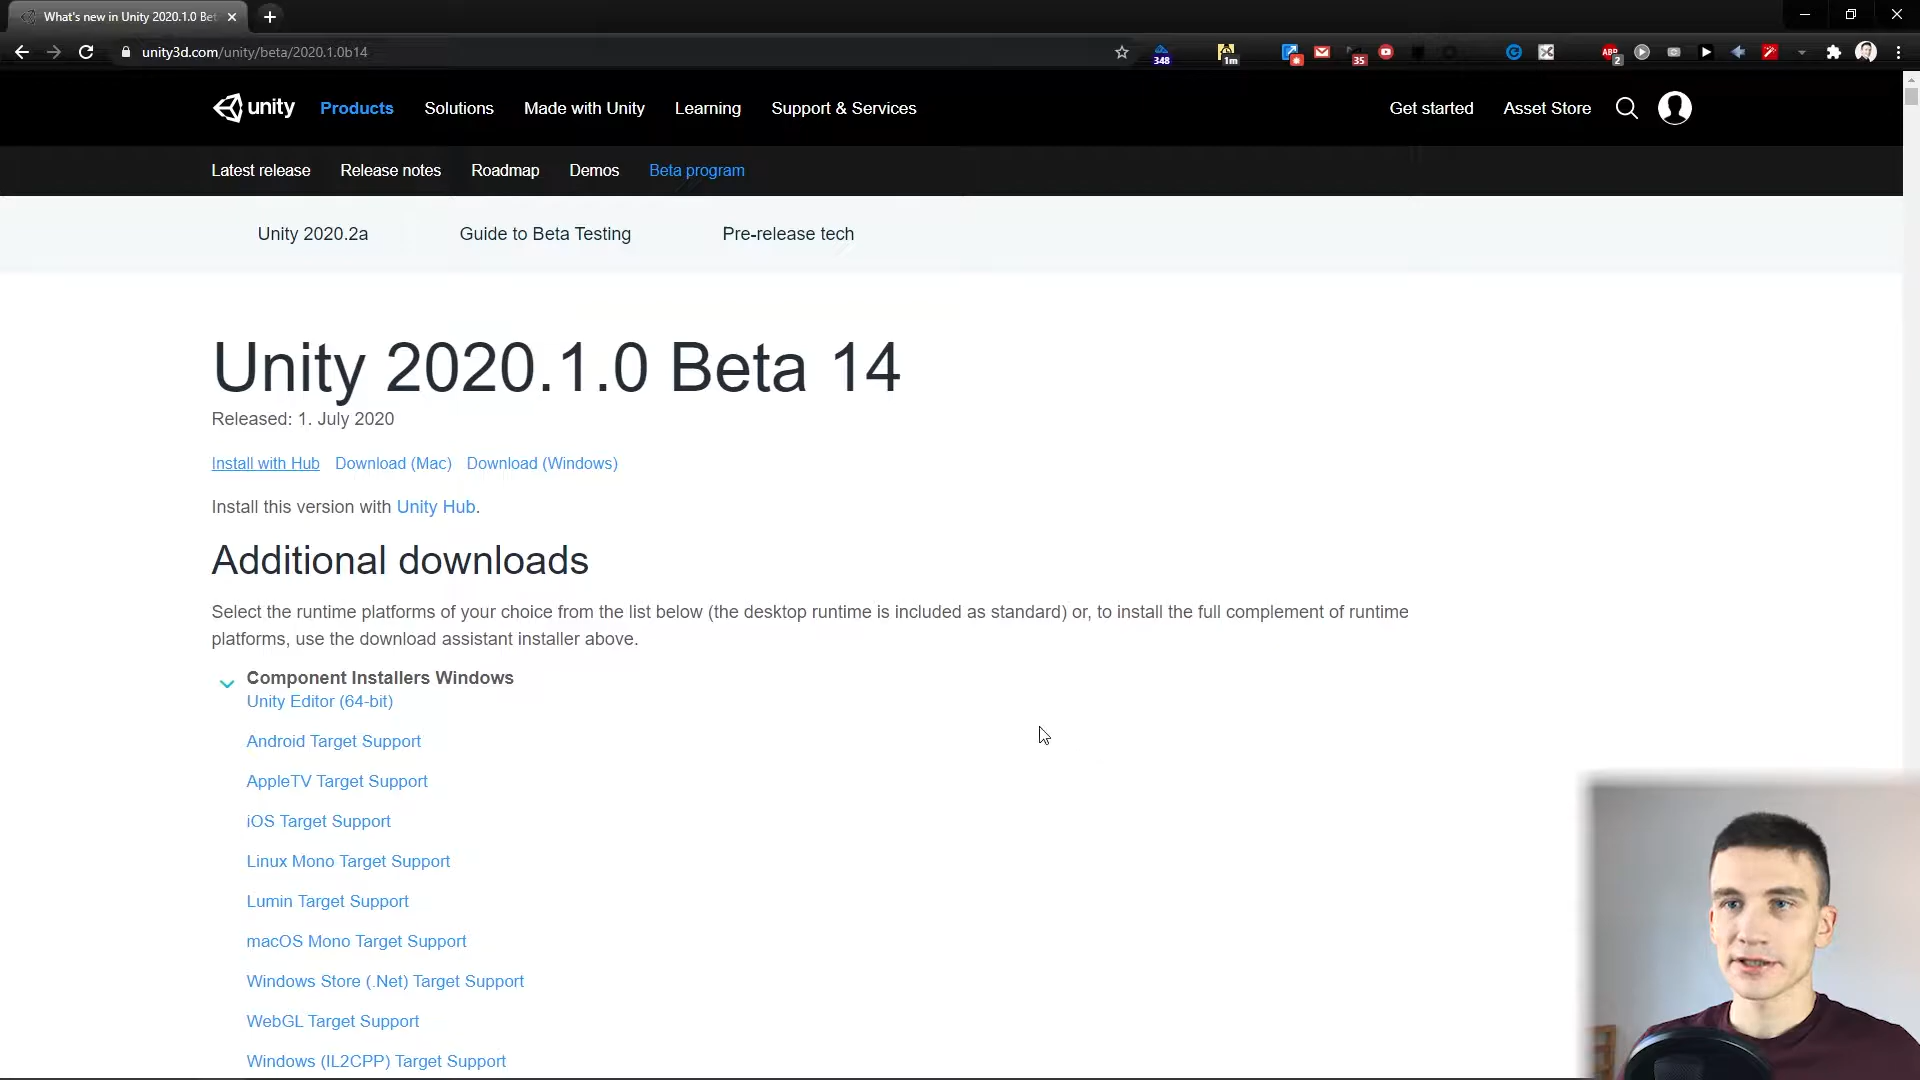 What's new in Unity 2020.1.0 Bet
unity3d.com/unity/beta/2020.1.0b14
348
1m
35
ABP
2
unity
Products
Solutions
Made with Unity
Learning
Support & Services
Get started
Asset Store
Latest release
Release notes
Roadmap
Demos
Beta program
Unity 2020.2a
Guide to Beta Testing
Pre-release tech
Unity 2020.1.0 Beta 14
Released: 1. July 2020
Install with Hub Download (Mac) Download (Windows)
Install this version with Unity Hub.
Additional downloads
Select the runtime platforms of your choice from the list below (the desktop runtime is included as standard) or, to install the full complement of runtime
platforms, use the download assistant installer above.
Component Installers Windows
Unity Editor (64-bit)
Android Target Support
AppleTV Target Support
iOS Target Support
Linux Mono Target Support
Lumin Target Support
macOS Mono Target Support
Windows Store (.Net) Target Support
WebGL Target Support
Windows (IL2CPP) Target Support